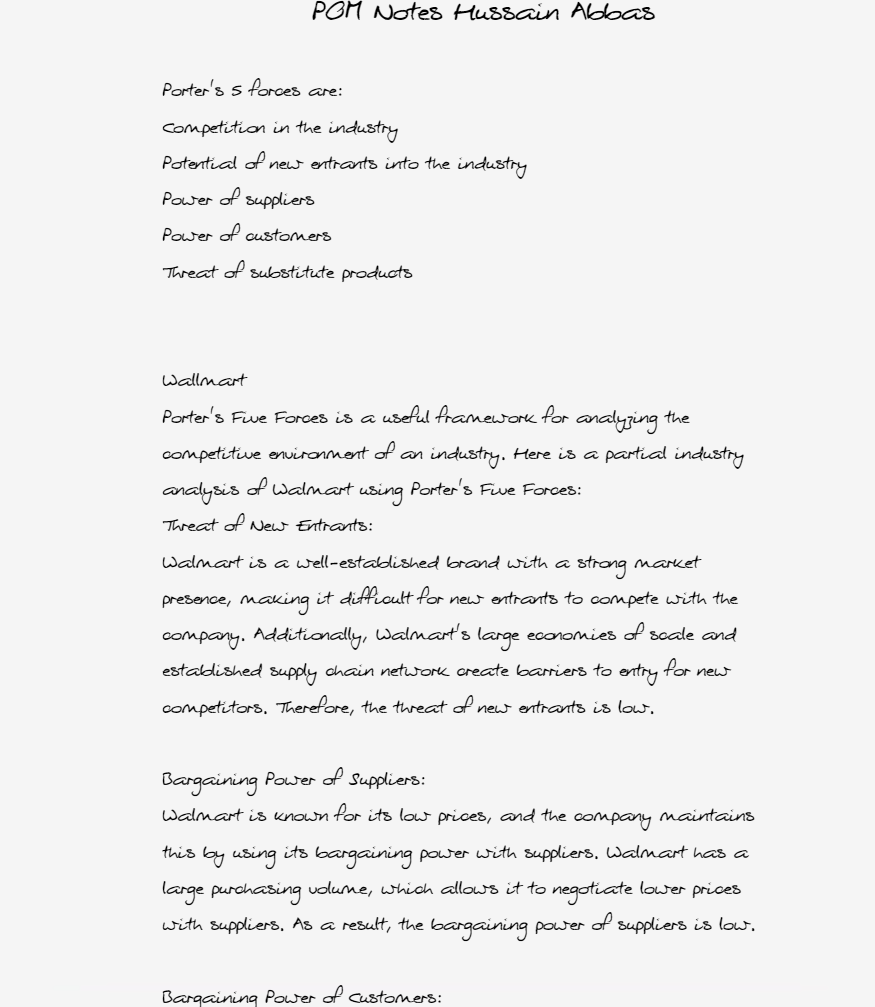 POM Notes Hussain Abbas
Porter's 5 forces are:
Competition in the industry
Potential of new entrants into the industry
Power of suppliers
Power of customers
Threat of substitute products
Wallmart
Porter's Five Forces is a useful framework for analyzing the
competitive environment of an industry. Here is a partial industry
analysis of Walmart using Porter's Five Forces:
Threat of New Entrants:
Walmart is a well-established brand with a strong market
presence, making it difficult for new entrants to compete with the
company. Additionally, Walmart's large economies of scale and
established supply chain network create barriers to entry for new
competitors. Therefore, the threat of new entrants is low.
Bargaining Power of Suppliers:
Walmart is known for its low prices, and the company maintains
this by using its bargaining power with suppliers. Walmart has a
large purchasing volume, which allows it to negotiate lower prices
with suppliers. As a result, the bargaining power of suppliers is low.
Bargaining Power of Customers: